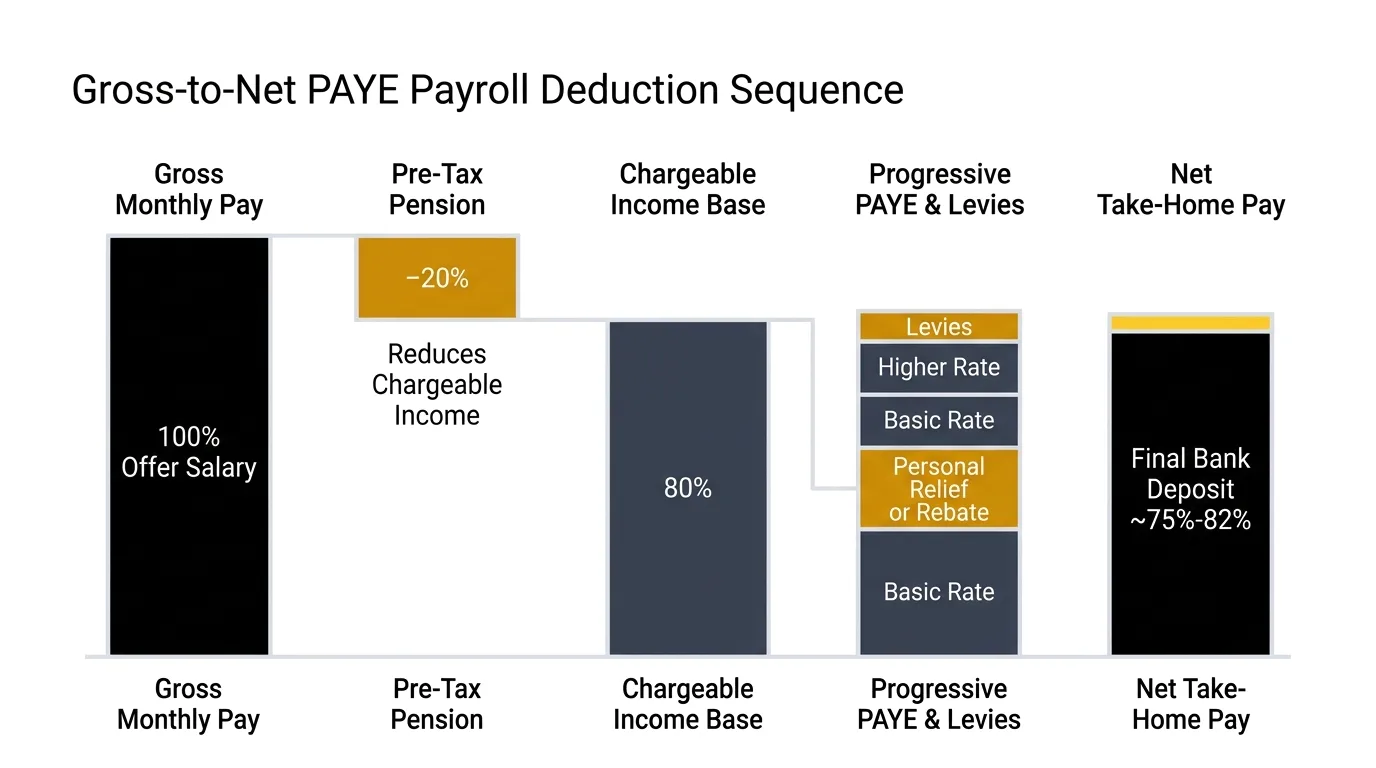 Gross-to-Net PAYE Payroll Deduction Sequence
Gross
Monthly Pay
Pre-Tax
Pension
Chargeable
Income Base
Progressive
PAYE & Levies
Net
Take-Home Pay
100%
Offer Salary
−20%
Reduces
Chargeable
Income
80%
Levies
Higher Rate
Basic Rate
Personal
Relief
or Rebate
Basic Rate
Final Bank
Deposit
~75%-82%
Gross
Monthly Pay
Pre-Tax
Pension
Chargeable
Income Base
Progressive
PAYE & Levies
Net Take-
Home Pay